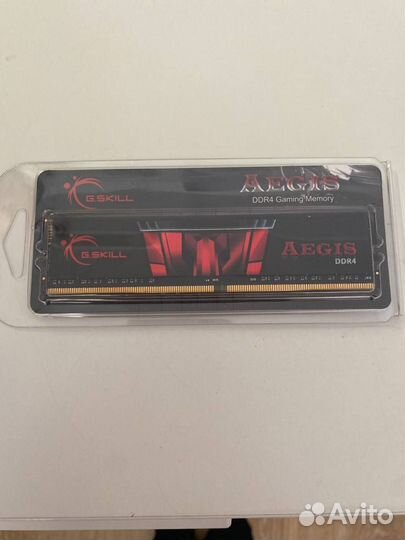 G.SKILL
AEGIS
DDR4 Gaming Memory
G.SKILL
AEGIS
DDR4
Avito